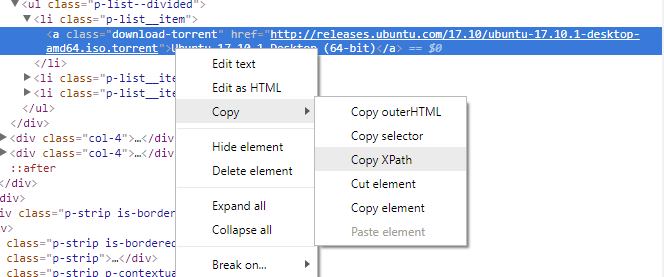 ▼<ul class="p-list--divided">
▼<li class="p-list__item">
<a class="download-torrent" href="http://releases.ubuntu.com/17.10/ubuntu-17.10.1-desktop-
amd64.iso.torrent">Ubuntu 17.10.1 Desktop (64-bit)</a> == $0
</li>
▶<li class="p-list__item
▶<li class="p-list__item
</ul>
</div>
▶<div class="col-4">…</div>
▶<div class="col-4">…</div>
::after
</div>
</div>
class="p-strip is-bordered
class="p-strip is-bordered
class="p-strip">…</div>
class="p-strip p-contextua
Edit text
Edit as HTML
Copy ▶
Hide element
Delete element
Expand all
Collapse all
Break on... ▶
Copy outerHTML
Copy selector
Copy XPath
Cut element
Copy element
Paste element